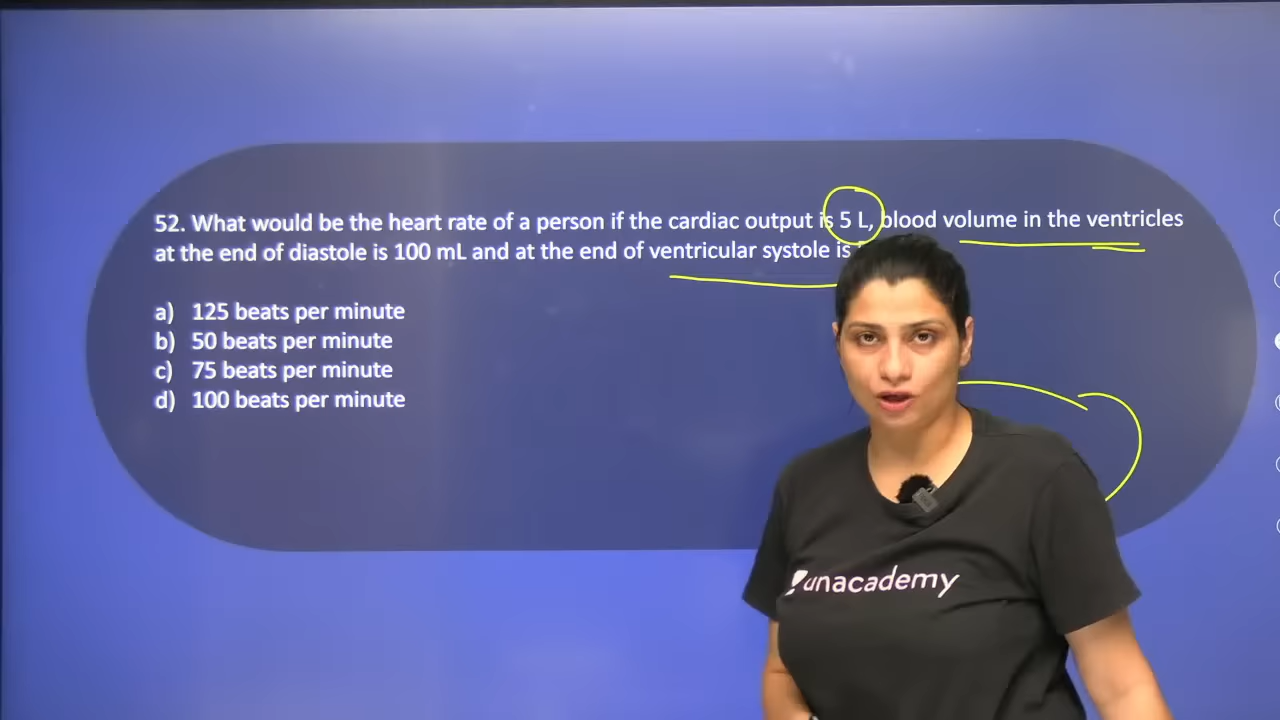 52. What would be the heart rate of a person if the cardiac output is 5 L, blood volume in the ventricles
at the end of diastole is 100 mL and at the end of ventricular systole is
a) 125 beats per minute
b) 50 beats per minute
c) 75 beats per minute
d) 100 beats per minute
unacademy